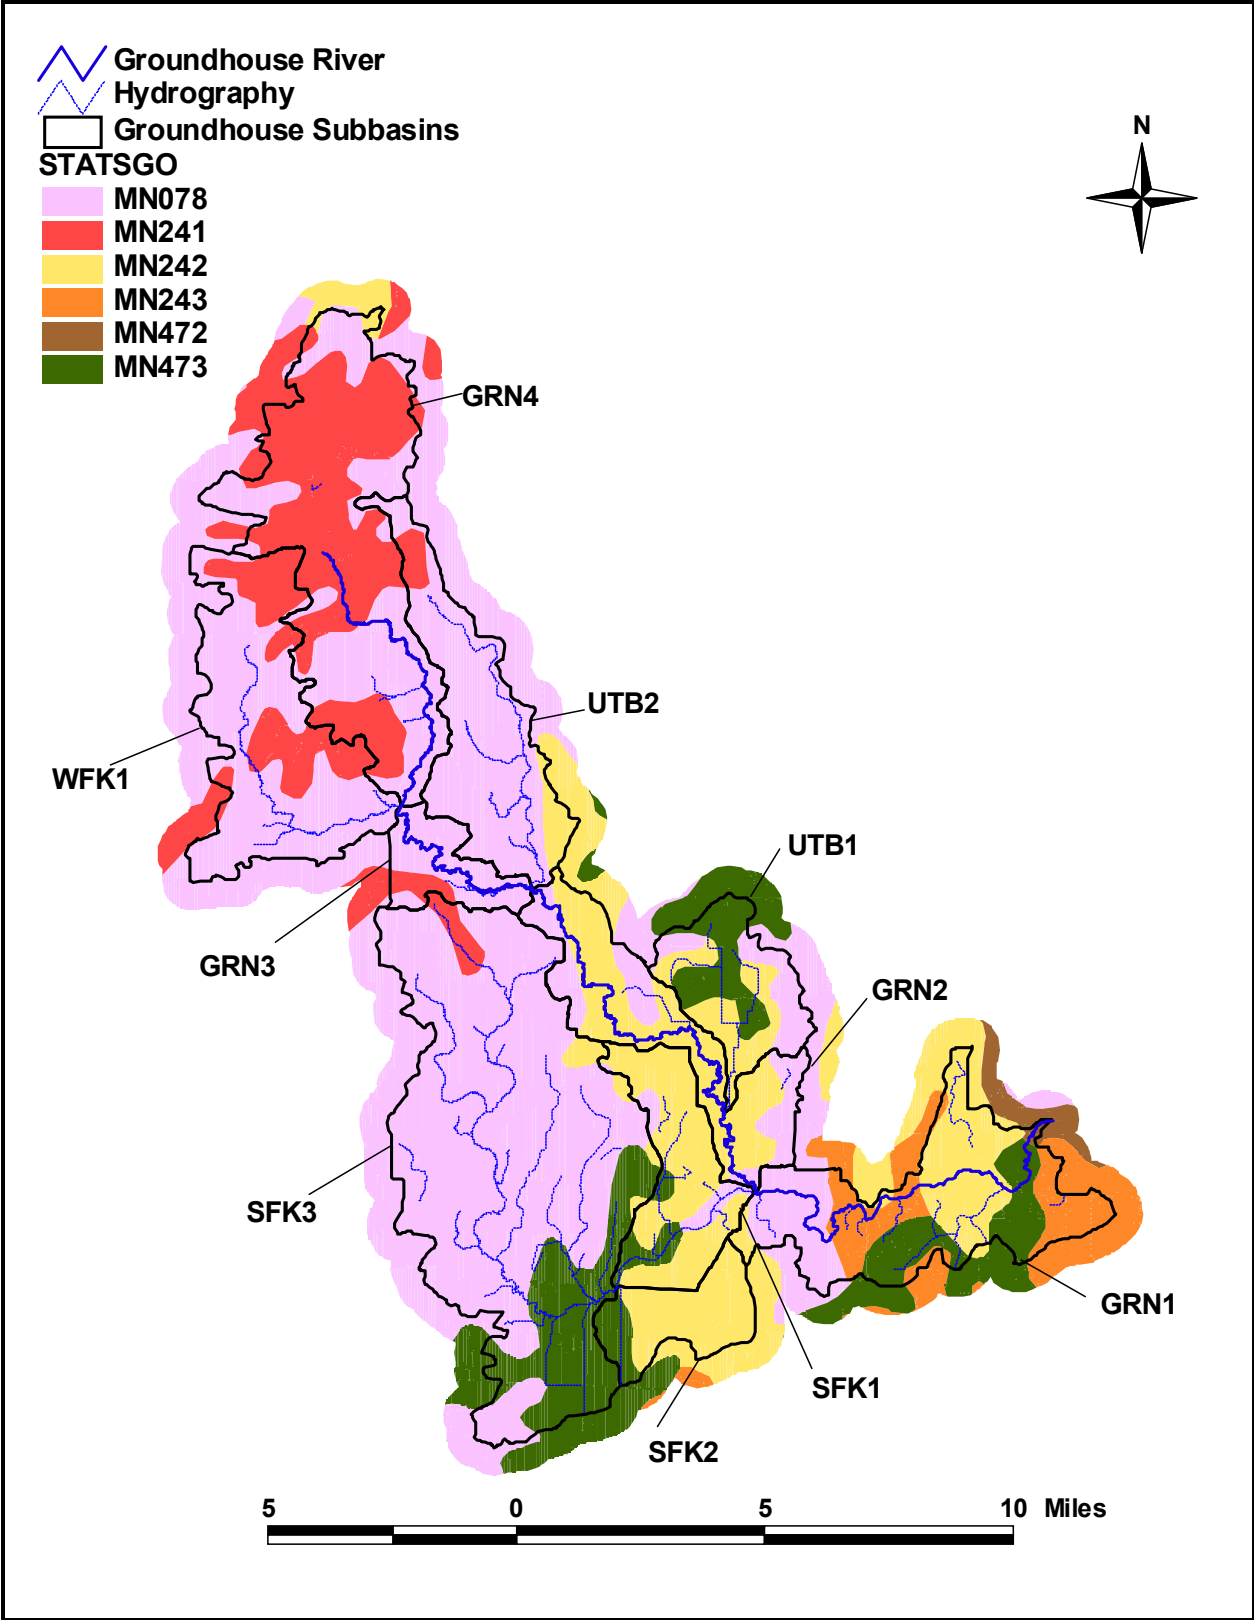 Groundhouse River
Hydrography
Groundhouse Subbasins
STATSGO
MN078
MN241
MN242
MN243
MN472
MN473
N
GRN4
UTB2
WFK1
UTB1
GRN3
GRN2
SFK3
GRN1
SFK1
SFK2
5 0 5 10 Miles